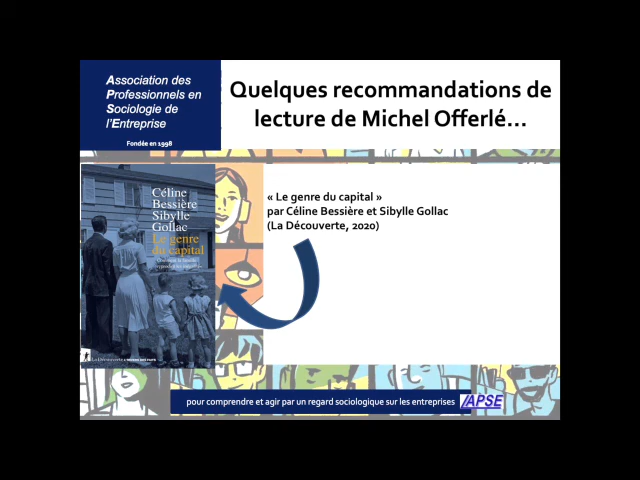 Association des
Professionnels en
Sociologie de
l'Entreprise
Fondée en 1998
Quelques recommandations de
lecture de Michel Offerlé...
Céline
Bessière
Sibylle
Gollac
Le genre
du capital
« Le genre du capital »
par Céline Bessière et Sibylle Gollac
(La Découverte, 2020)
pour comprendre et agir par un regard sociologique sur les entreprises
APSE